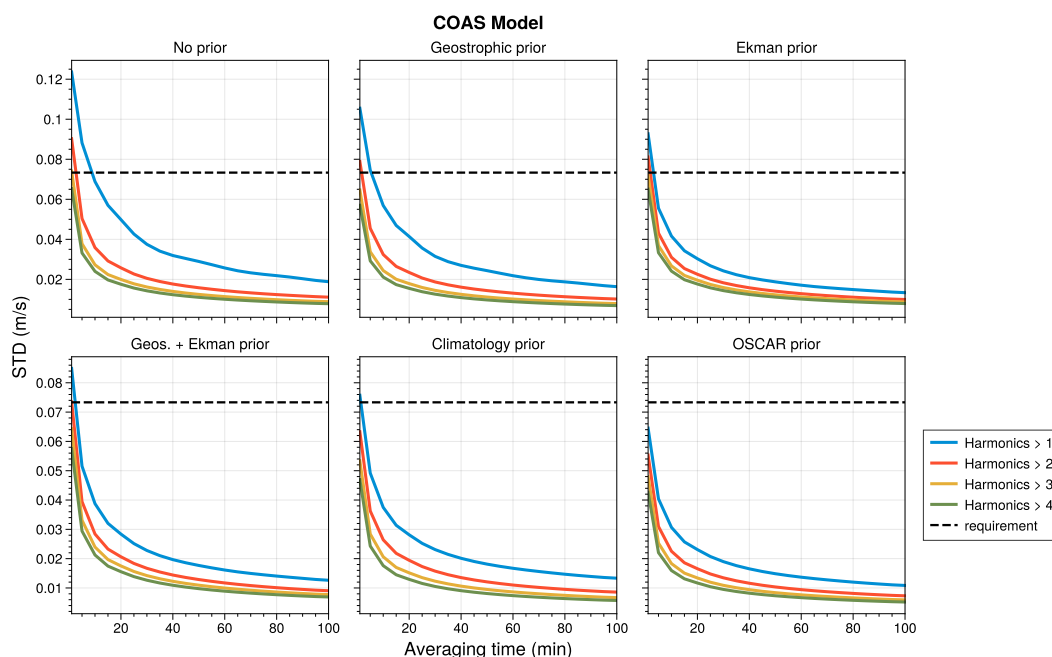 COAS Model
No prior
Geostrophic prior
Ekman prior
0.12
0.1
0.08
0.06
0.04
0.02
STD (m/s)
Geos. + Ekman prior
Climatology prior
OSCAR prior
0.08
0.07
0.06
0.05
0.04
0.03
0.02
0.01
20 40 60 80 100
20 40 60 80 100
20 40 60 80 100
Averaging time (min)
Harmonics > 1
Harmonics > 2
Harmonics > 3
Harmonics > 4
requirement